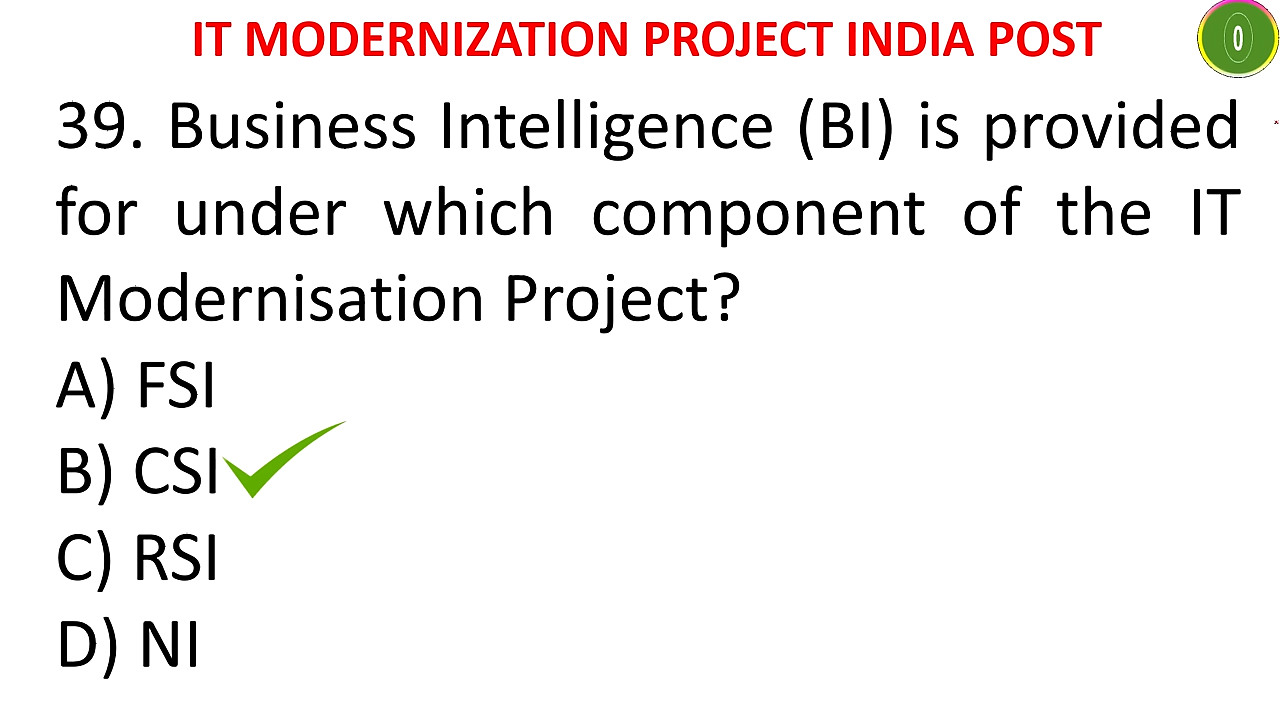 IT MODERNIZATION PROJECT INDIA POST
0
39. Business Intelligence (BI) is provided
for under which component of the IT
Modernisation Project?
A) FSI
B) CSI
C) RSI
D) NI